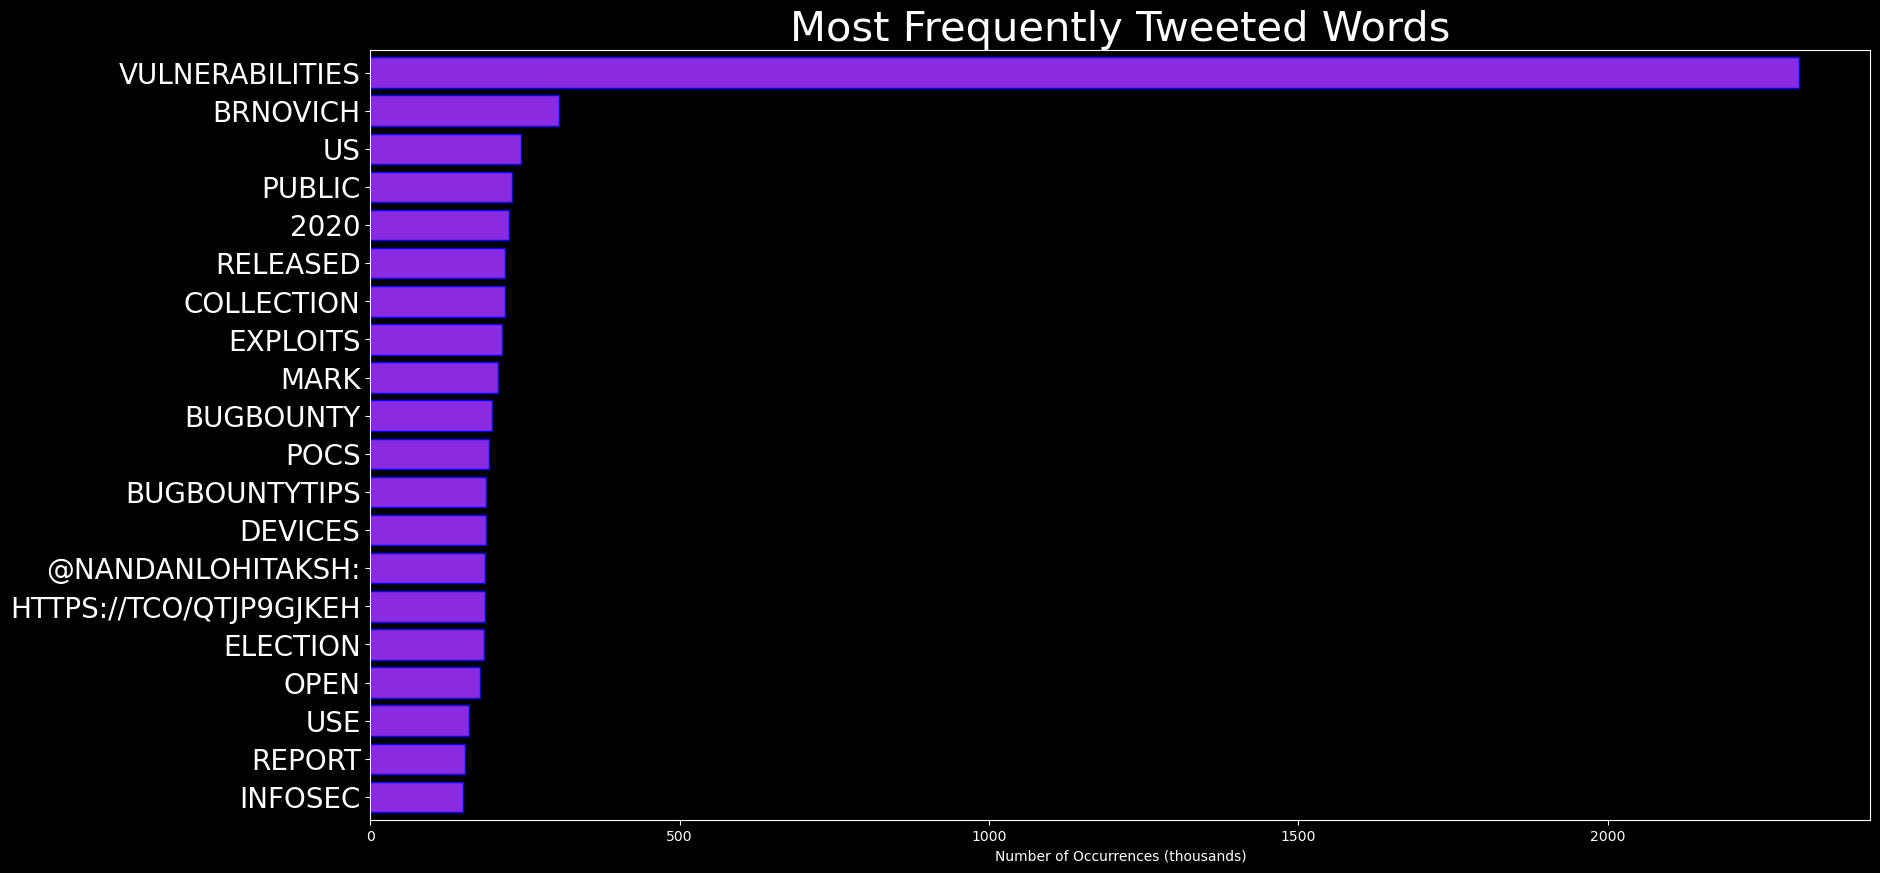 Most Frequently Tweeted Words
VULNERABILITIES
BRNOVICH
US
PUBLIC
2020
RELEASED
COLLECTION
EXPLOITS
MARK
BUGBOUNTY
POCS
BUGBOUNTYTIPS
DEVICES
@NANDANLOHITAKSH:
HTTPS://TCO/QTJP9GJKEH
ELECTION
OPEN
USE
REPORT
INFOSEC
0 500 1000 1500 2000
Number of Occurrences (thousands)